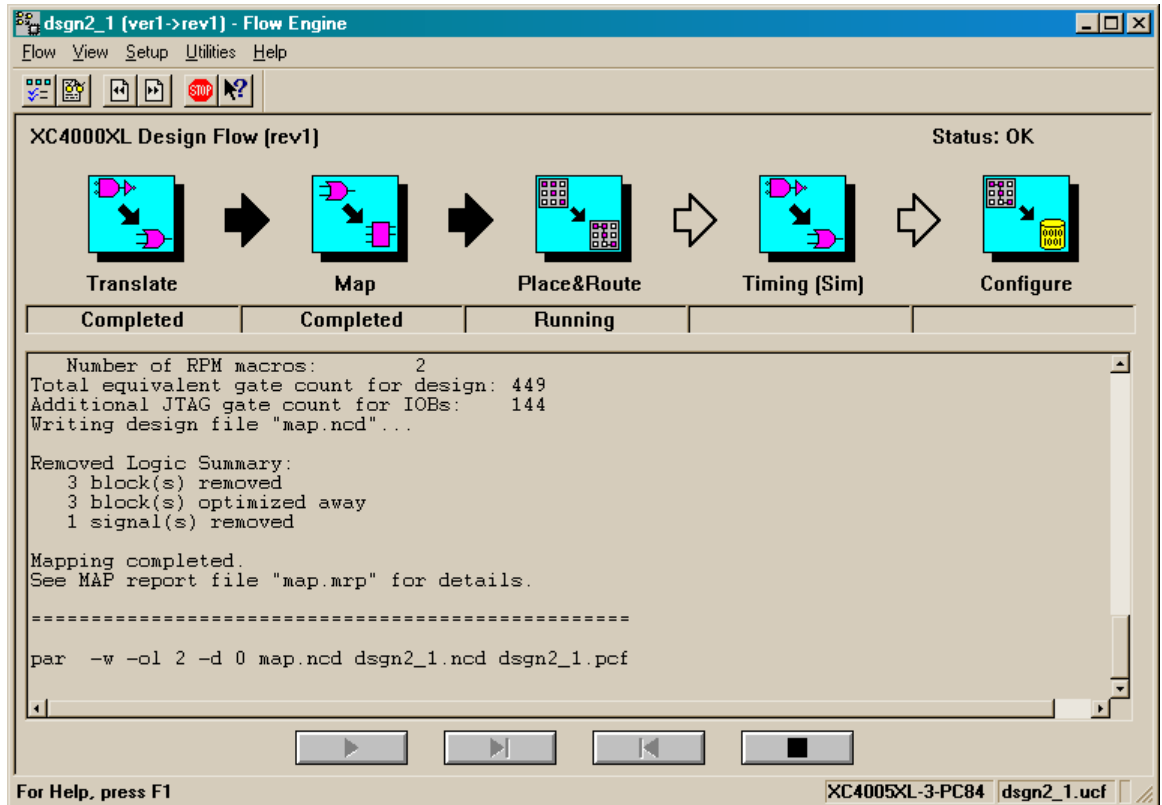 dsgn2_1 (ver1->rev1) - Flow Engine
Flow View Setup Utilities Help
STOP
XC4000XL Design Flow (rev1) Status: OK
0010
1001
Translate Map Place&Route Timing (Sim) Configure
Completed Completed Running
Number of RPM macros: 2
Total equivalent gate count for design: 449
Additional JTAG gate count for IOBs: 144
Writing design file "map.ncd"...
Removed Logic Summary:
3 block(s) removed
3 block(s) optimized away
1 signal(s) removed
Mapping completed.
See MAP report file "map.mrp" for details.
==================================================
par -w -ol 2 -d 0 map.ncd dsgn2_1.ncd dsgn2_1.pcf
For Help, press F1 XC4005XL-3-PC84 dsgn2_1.ucf